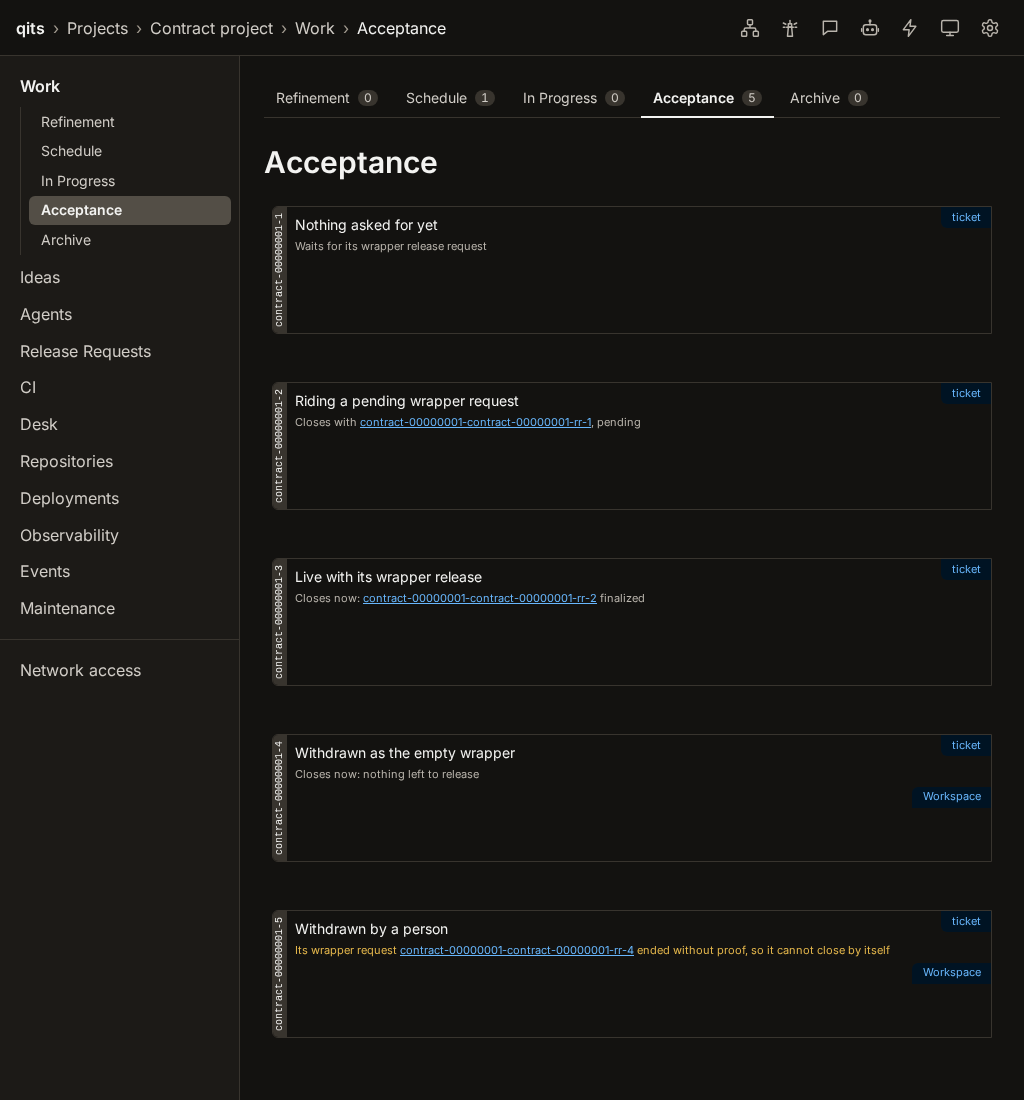 qits › Projects › Contract project › Work › Acceptance
Work
Refinement
Schedule
In Progress
Acceptance
Archive
Ideas
Agents
Release Requests
CI
Desk
Repositories
Deployments
Observability
Events
Maintenance
Network access
Refinement 0 Schedule 1 In Progress 0 Acceptance 5 Archive 0
Acceptance
contract-00000001-1
Nothing asked for yet
ticket
Waits for its wrapper release request
contract-00000001-2
Riding a pending wrapper request
ticket
Closes with contract-00000001-contract-00000001-rr-1, pending
contract-00000001-3
Live with its wrapper release
ticket
Closes now: contract-00000001-contract-00000001-rr-2 finalized
contract-00000001-4
Withdrawn as the empty wrapper
ticket
Closes now: nothing left to release
Workspace
contract-00000001-5
Withdrawn by a person
ticket
Its wrapper request contract-00000001-contract-00000001-rr-4 ended without proof, so it cannot close by itself
Workspace